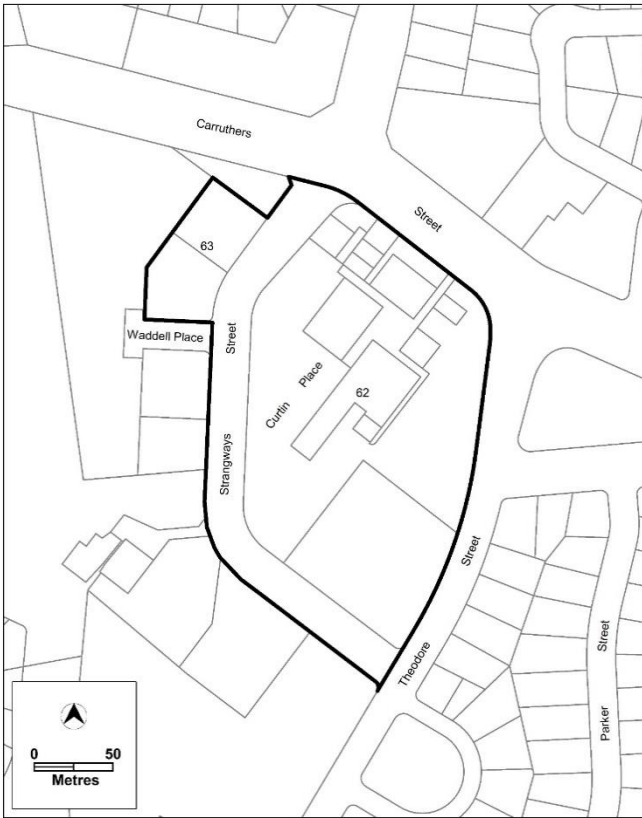 Carruthers
Street
63
Waddell Place
Street
Curtin Place
62
Strangways
Street
Theodore
Street
Parker
0 50
Metres